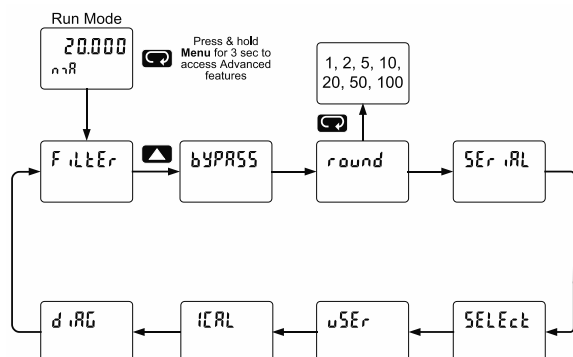 Run Mode
20.000
mA
Press & hold
Menu for 3 sec to
access Advanced
features
1, 2, 5, 10,
20, 50, 100
FiLtEr
bYPASS
round
SEriAL
diAG
ICAL
uSEr
SELEct